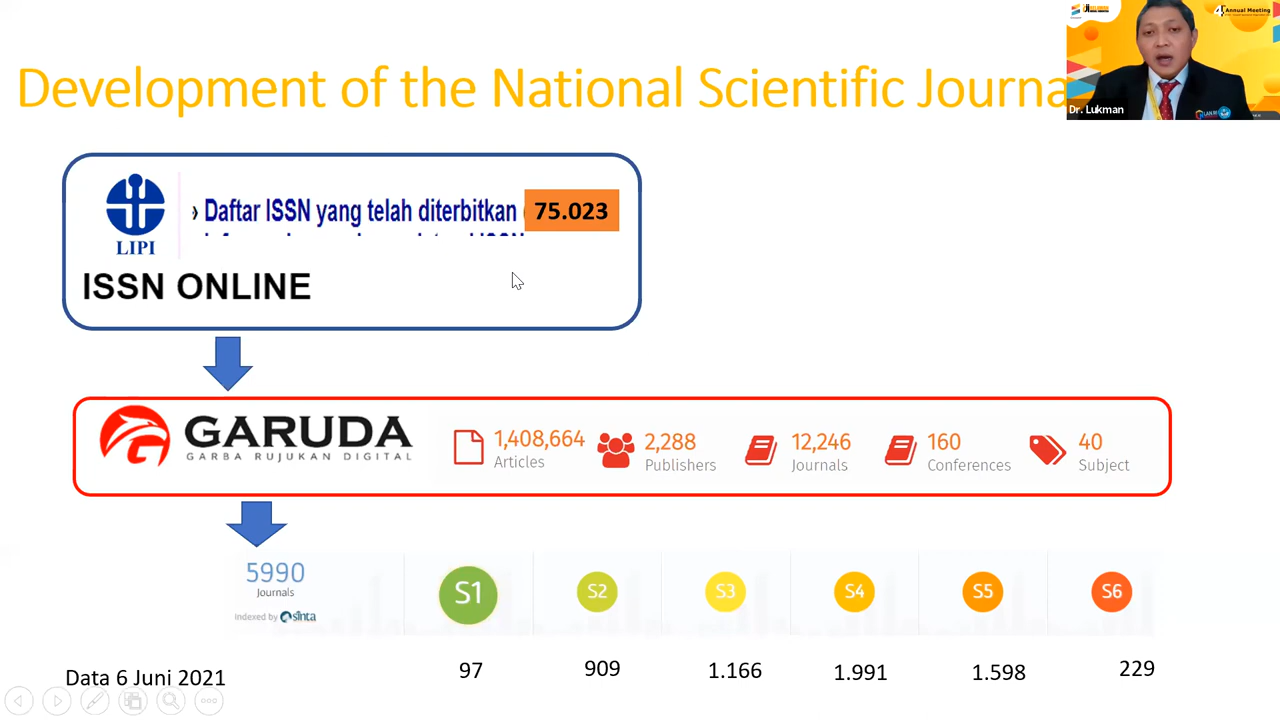 Annual Meeting
Dr. Lukman
Development of the National Scientific Journa
LIPI
› Daftar ISSN yang telah diterbitkan
75.023
ISSN ONLINE
GARUDA
GARBA RUJUKAN DIGITAL
1,408,664
Articles
2,288
Publishers
12,246
Journals
160
Conferences
40
Subject
5990
Journals
Indexed by sinta
S1
S2
S3
S4
S5
S6
97
909
1.166
1.991
1.598
229
Data 6 Juni 2021